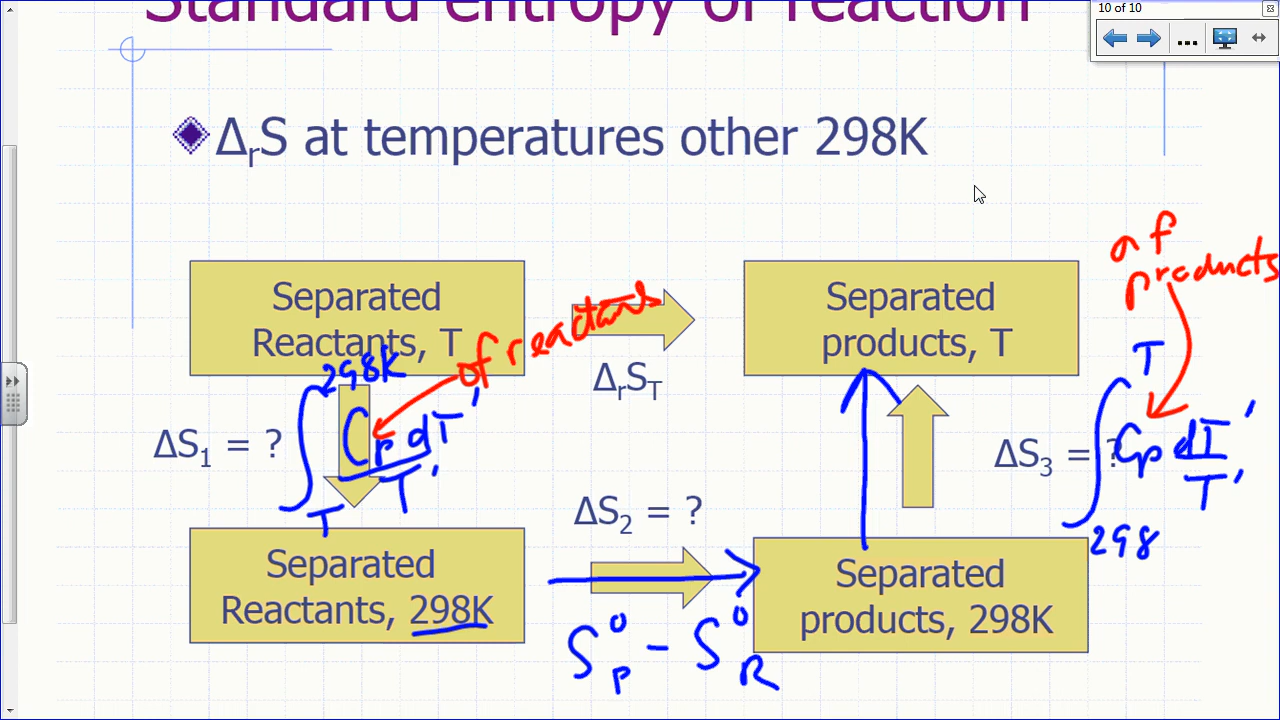 Standard entropy of reaction
10 of 10
ΔrS at temperatures other 298K
Separated
Reactants, T
of reactants
Separated
products, T
of
products
ΔrST
ΔS1 = ?
298K
Cp dT'
T'
T
ΔS2 = ?
ΔS3 = ?
T
Cp dT'
T'
298
Separated
Reactants, 298K
S°P - S°R
Separated
products, 298K